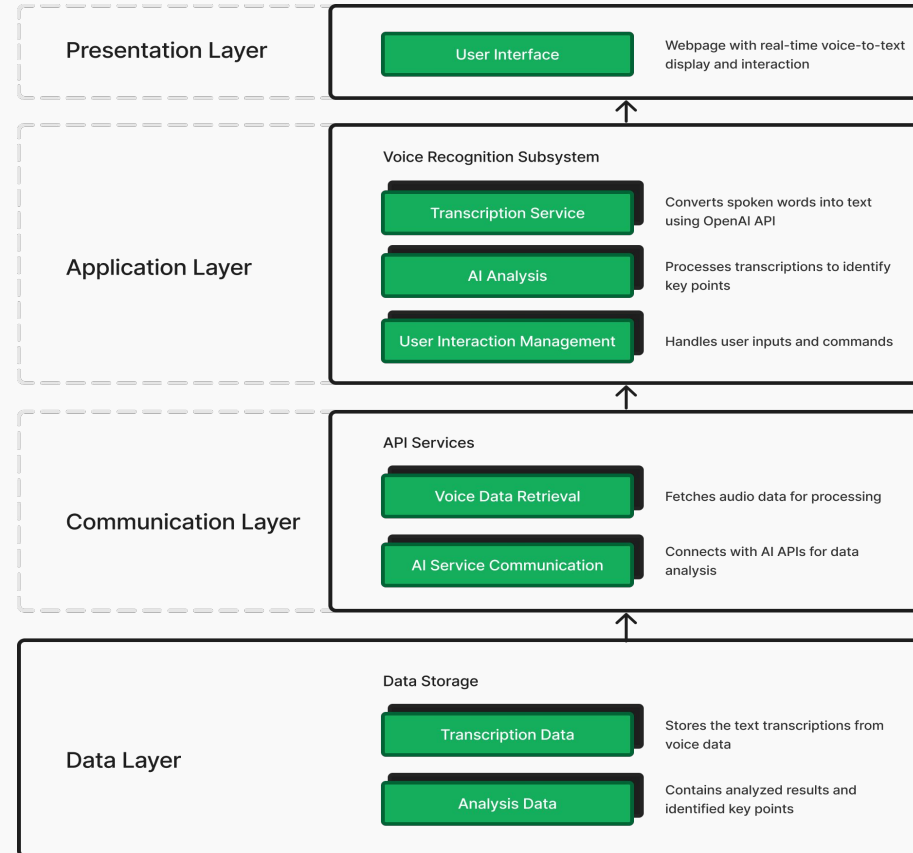 Presentation Layer
User Interface
Webpage with real-time voice-to-text
display and interaction
Application Layer
Voice Recognition Subsystem
Transcription Service
Converts spoken words into text
using OpenAI API
AI Analysis
Processes transcriptions to identify
key points
User Interaction Management
Handles user inputs and commands
Communication Layer
API Services
Voice Data Retrieval
Fetches audio data for processing
AI Service Communication
Connects with AI APIs for data
analysis
Data Layer
Data Storage
Transcription Data
Stores the text transcriptions from
voice data
Analysis Data
Contains analyzed results and
identified key points